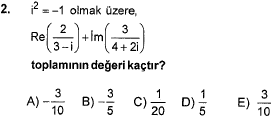 2. i² = -1 olmak üzere,
Re(2/(3-i)) + İm(3/(4+2i))
toplamının değeri kaçtır?
A) -3/10 B) -3/5 C) 1/20 D) 1/5 E) 3/10